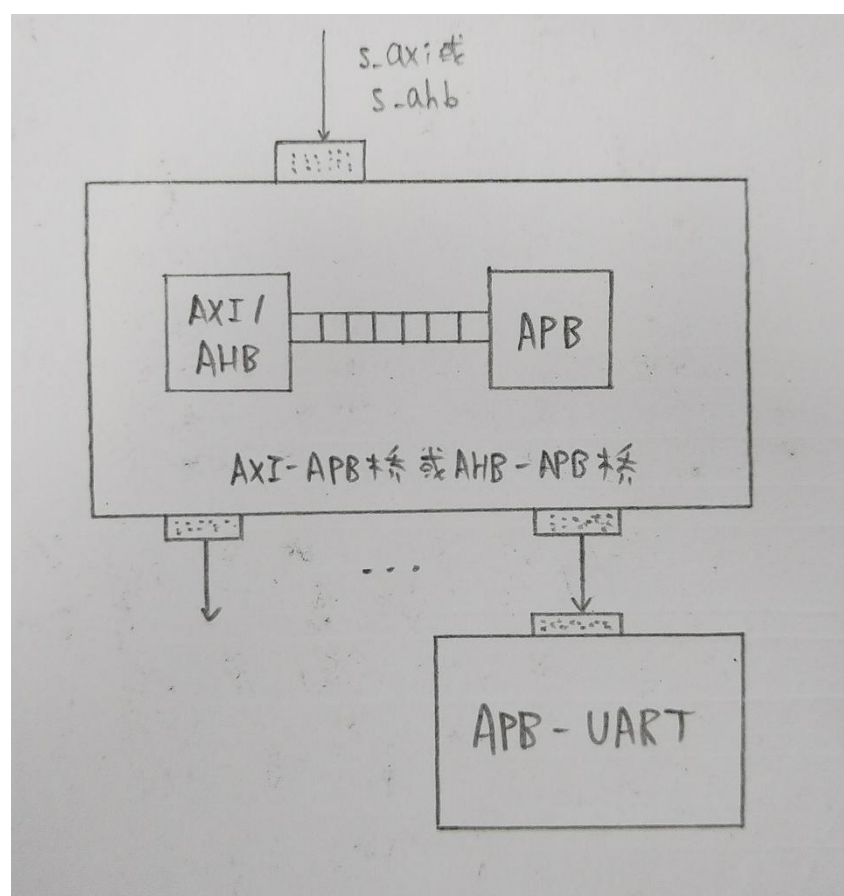 s_axi或
s_ahb
AXI/
AHB
APB
AXI-APB桥或AHB-APB桥
...
APB-UART